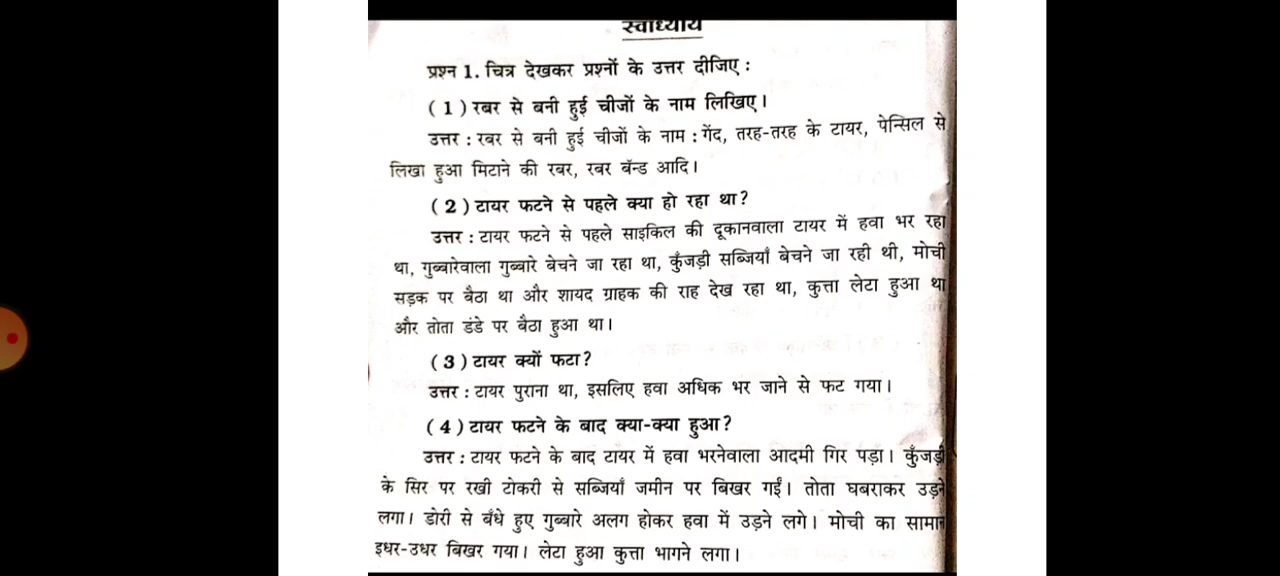 स्वाध्याय
प्रश्न 1. चित्र देखकर प्रश्नों के उत्तर दीजिए :
(1) रबर से बनी हुई चीजों के नाम लिखिए।
उत्तर : रबर से बनी हुई चीजों के नाम : गेंद, तरह-तरह के टायर, पेन्सिल से
लिखा हुआ मिटाने की रबर, रबर बॅन्ड आदि।
(2) टायर फटने से पहले क्या हो रहा था?
उत्तर : टायर फटने से पहले साइकिल की दूकानवाला टायर में हवा भर रहा
था, गुब्बारेवाला गुब्बारे बेचने जा रहा था, कुँजड़ी सब्जियाँ बेचने जा रही थी, मोची
सड़क पर बैठा था और शायद ग्राहक की राह देख रहा था, कुत्ता लेटा हुआ था
और तोता डंडे पर बैठा हुआ था।
(3) टायर क्यों फटा?
उत्तर : टायर पुराना था, इसलिए हवा अधिक भर जाने से फट गया।
(4) टायर फटने के बाद क्या-क्या हुआ?
उत्तर : टायर फटने के बाद टायर में हवा भरनेवाला आदमी गिर पड़ा। कुँजड़ी
के सिर पर रखी टोकरी से सब्जियाँ जमीन पर बिखर गईं। तोता घबराकर उड़ने
लगा। डोरी से बँधे हुए गुब्बारे अलग होकर हवा में उड़ने लगे। मोची का सामान
इधर-उधर बिखर गया। लेटा हुआ कुत्ता भागने लगा।